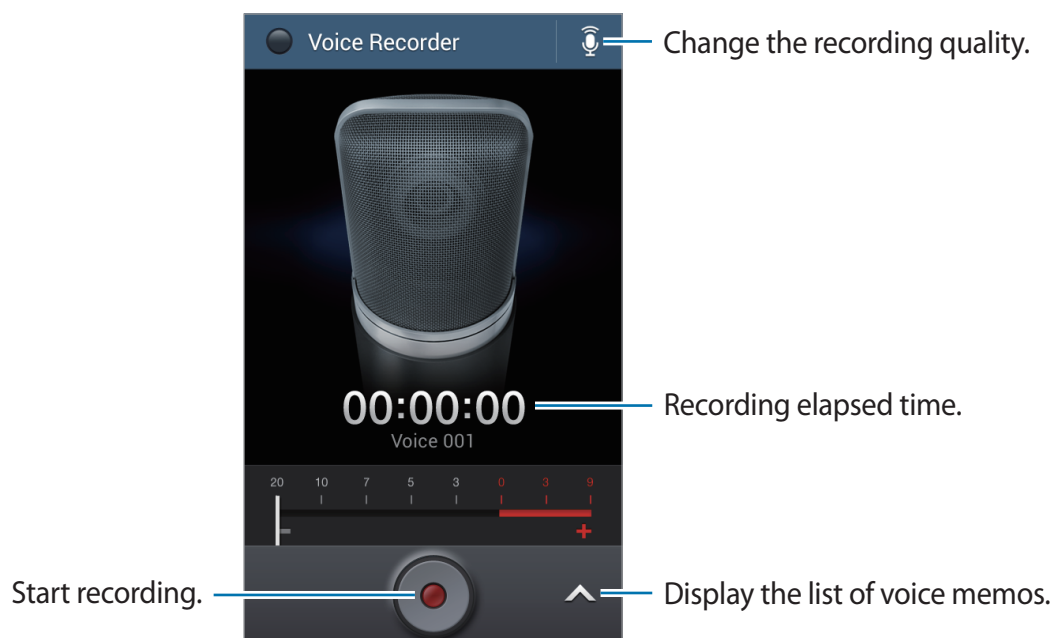 Voice Recorder
Change the recording quality.
00:00:00
Recording elapsed time.
Voice 001
20 10 7 5 3 0 3 9
- +
Start recording.
Display the list of voice memos.